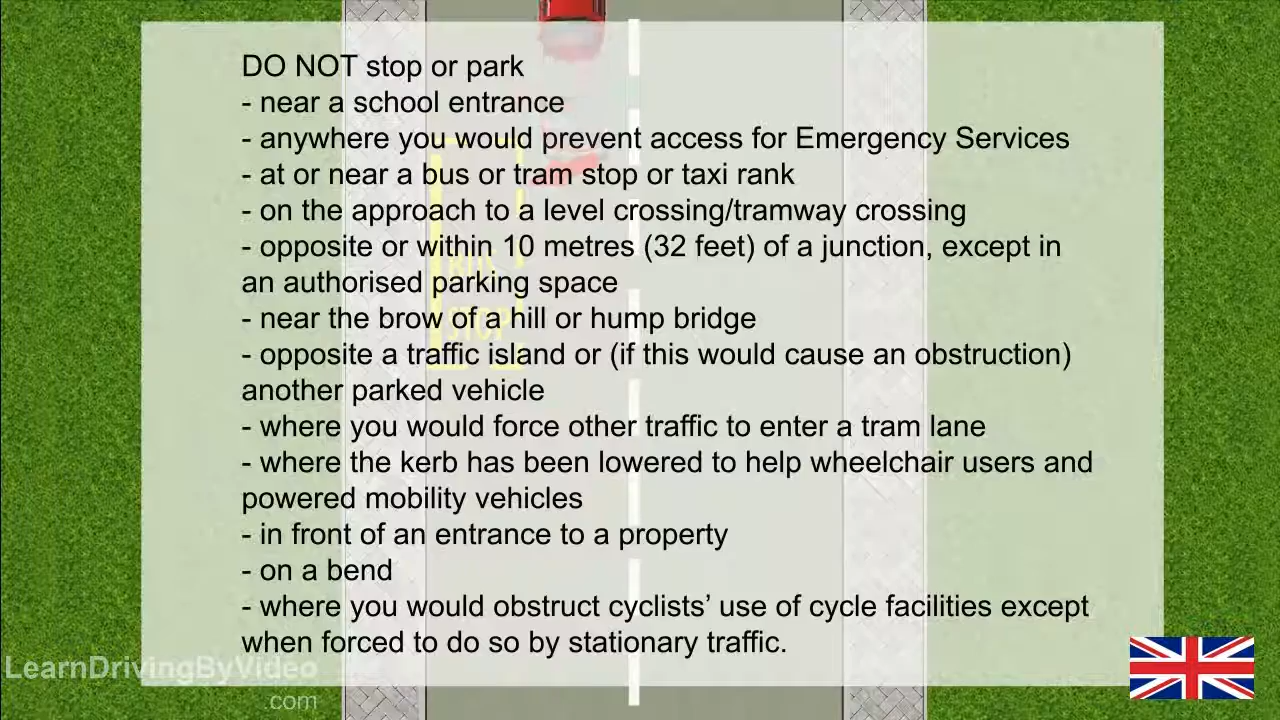 DO NOT stop or park
- near a school entrance
- anywhere you would prevent access for Emergency Services
- at or near a bus or tram stop or taxi rank
- on the approach to a level crossing/tramway crossing
- opposite or within 10 metres (32 feet) of a junction, except in
an authorised parking space
- near the brow of a hill or hump bridge
- opposite a traffic island or (if this would cause an obstruction)
another parked vehicle
- where you would force other traffic to enter a tram lane
- where the kerb has been lowered to help wheelchair users and
powered mobility vehicles
- in front of an entrance to a property
- on a bend
- where you would obstruct cyclists’ use of cycle facilities except
when forced to do so by stationary traffic.
BUS
STOP
LearnDrivingByVideo
.com